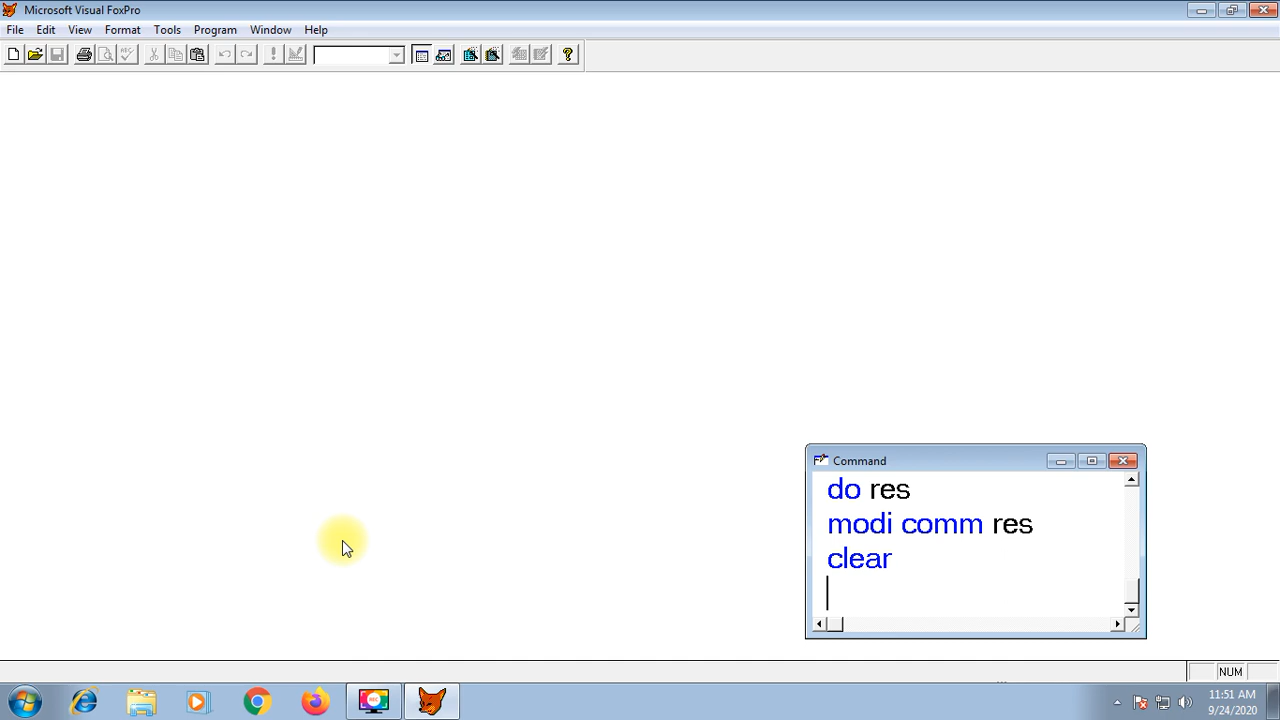 Microsoft Visual FoxPro
File Edit View Format Tools Program Window Help
Command
do res
modi comm res
clear
NUM
11:51 AM
9/24/2020